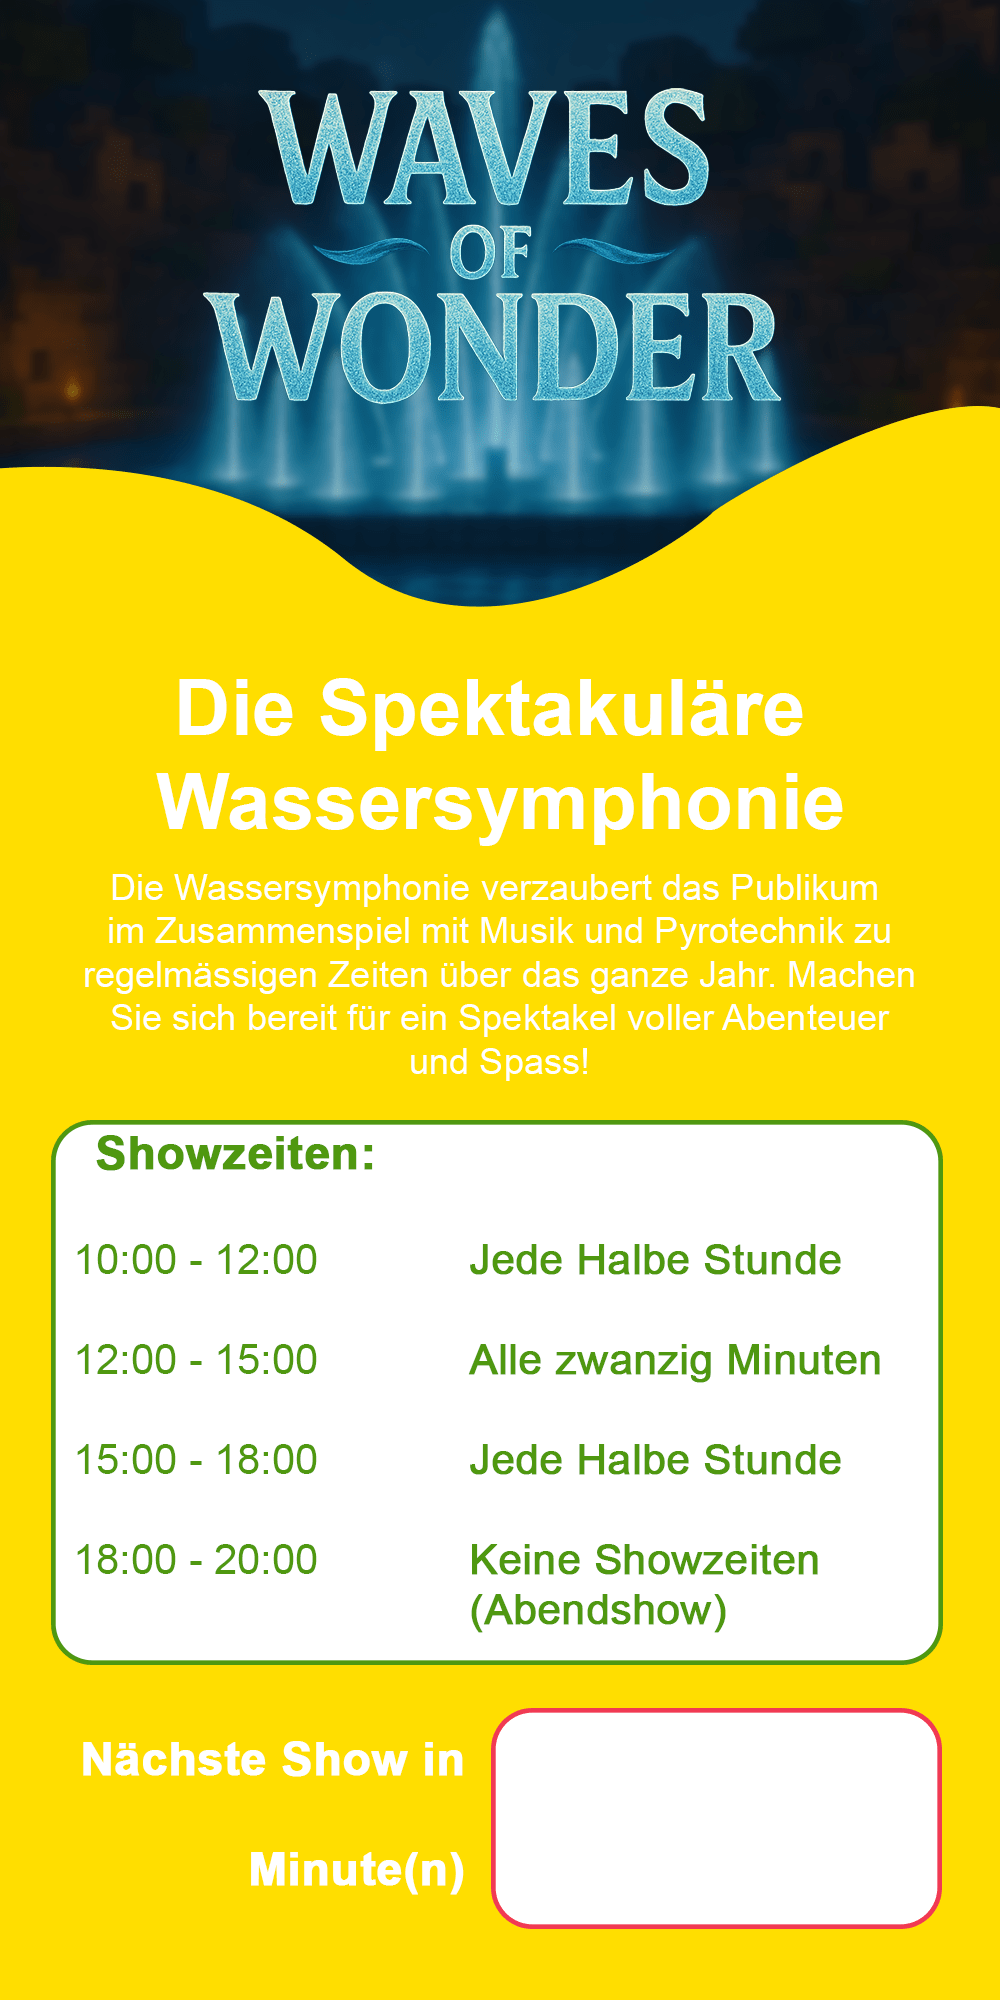 WAVES
OF
WONDER
Die Spektakuläre
Wassersymphonie
Die Wassersymphonie verzaubert das Publikum
im Zusammenspiel mit Musik und Pyrotechnik zu
regelmässigen Zeiten über das ganze Jahr. Machen
Sie sich bereit für ein Spektakel voller Abenteuer
und Spass!
Showzeiten:
10:00 - 12:00 Jede Halbe Stunde
12:00 - 15:00 Alle zwanzig Minuten
15:00 - 18:00 Jede Halbe Stunde
18:00 - 20:00 Keine Showzeiten
(Abendshow)
Nächste Show in
Minute(n)